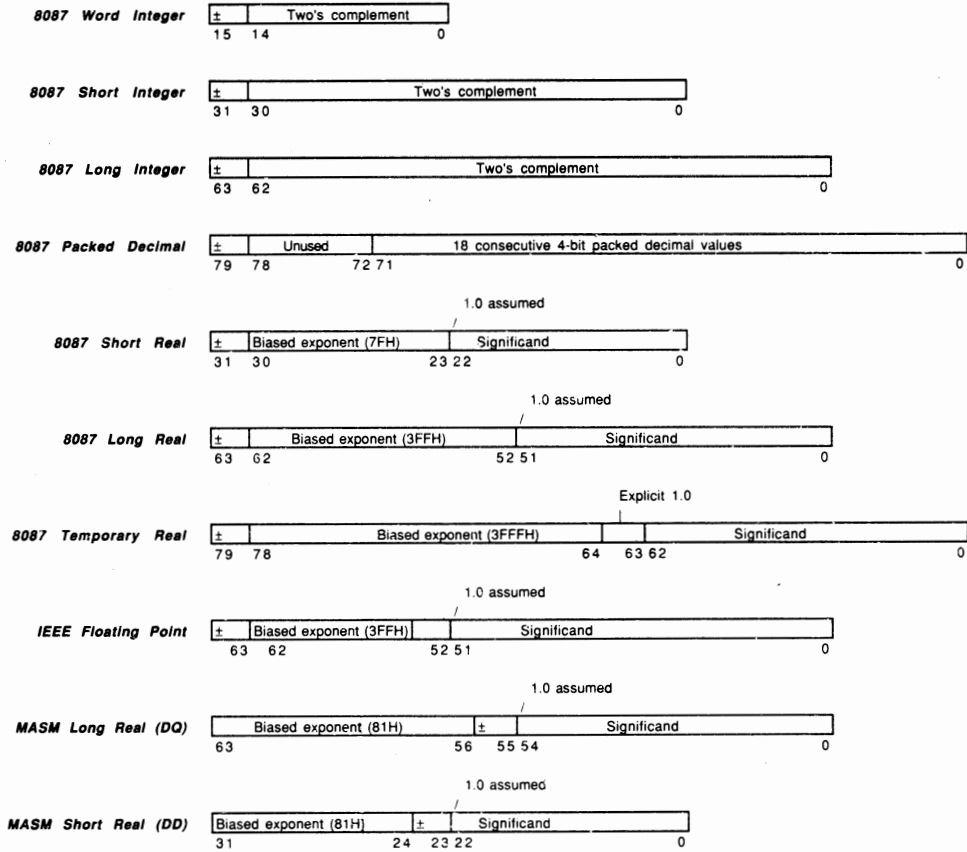 8087 Word Integer ± Two's complement
15 14 0
8087 Short Integer ± Two's complement
31 30 0
8087 Long Integer ± Two's complement
63 62 0
8087 Packed Decimal ± Unused 18 consecutive 4-bit packed decimal values
79 78 72 71 0
1.0 assumed
8087 Short Real ± Biased exponent (7FH) Significand
31 30 23 22 0
1.0 assumed
8087 Long Real ± Biased exponent (3FFH) Significand
63 62 52 51 0
Explicit 1.0
8087 Temporary Real ± Biased exponent (3FFFH) Significand
79 78 64 63 62 0
1.0 assumed
IEEE Floating Point ± Biased exponent (3FFH) Significand
63 62 52 51 0
1.0 assumed
MASM Long Real (DQ) Biased exponent (81H) ± Significand
63 56 55 54 0
1.0 assumed
MASM Short Real (DD) Biased exponent (81H) ± Significand
31 24 23 22 0